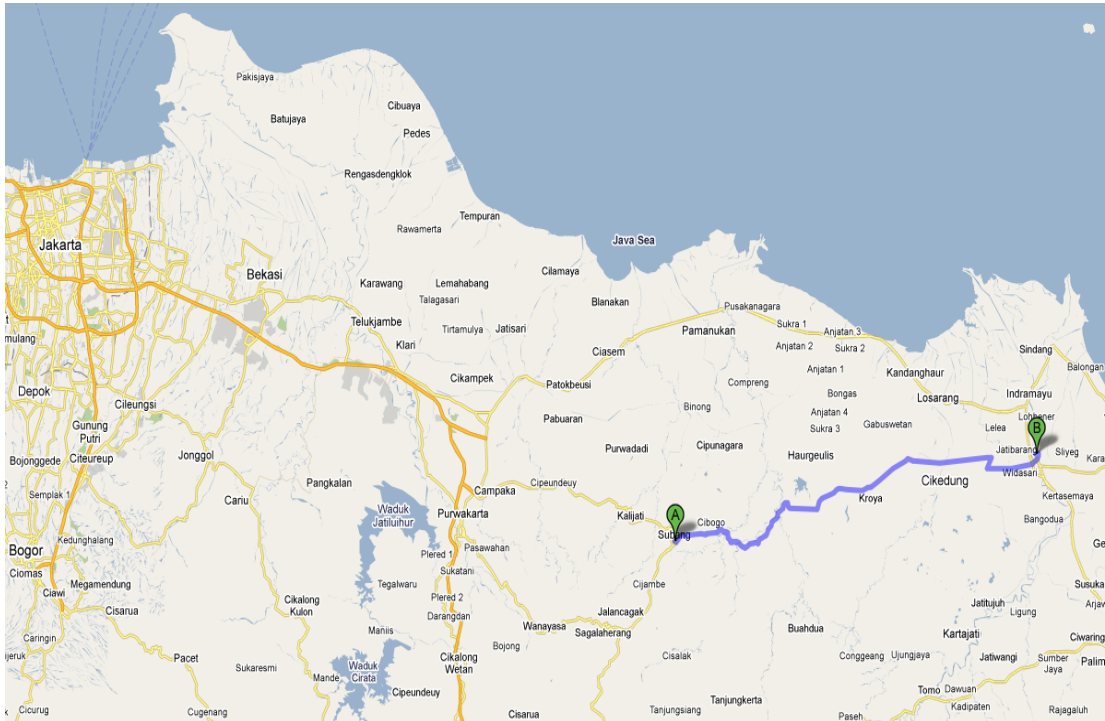 Pakisjaya
Cibuaya
Batujaya
Pedes
Rengasdengklok
Tempuran
Rawamerta
Java Sea
Jakarta
Bekasi
Cilamaya
Karawang
Lemahabang
Talagasari
Blanakan
Pusakanagara
Telukjambe
Tirtamulya
Jatisari
Pamanukan
Sukra 1
Anjatan 3
mulang
Klari
Anjatan 2
Sukra 2
Sindang
Ciasem
Kandanghaur
Balongan
Depok
Cikampek
Patokbeusi
Compreng
Anjatan 1
Bongas
Losarang
Indramayu
Cileungsi
Binong
Anjatan 4
Lohbener
Gunung
Putri
Pabuaran
Sukra 3
Gabuswetan
Lelea
B
Bojonggede
Citeureup
Jonggol
Purwadadi
Cipunagara
Haurgeulis
Jatibarang
Sliyeg
Kara
Widasari
Semplak 1
Pangkalan
Cipeundeuy
Cikedung
Cariu
Campaka
Kroya
Kertasemaya
Waduk
Jatiluihur
Purwakarta
Kalijati
A
Cibogo
Bangodua
Subang
Kedunghalang
Bogor
Plered 1
Pasawahan
Ge
Ciomas
Sukatani
Megamendung
Tegalwaru
Cijambe
Susuka
Ciawi
Cisarua
Cikalong
Kulon
Plered 2
Darangdan
Jalancagak
Jatitujuh
Ligung
Arjaw
Caringin
Maniis
Wanayasa
Sagalaherang
Buahdua
Kartajati
Ciwaring
Pacet
Sukaresmi
Waduk
Cirata
Cikalong
Wetan
Bojong
Cisalak
Conggeang
Ujungjaya
Jatiwangi
Sumber
Jaya
Palim
Mande
Cipeundeuy
Tomo
Dawuan
Cicurug
Cugenang
Cisarua
Tanjungkerta
Tanjungsiang
Paseh
Kadipaten
Rajagaluh